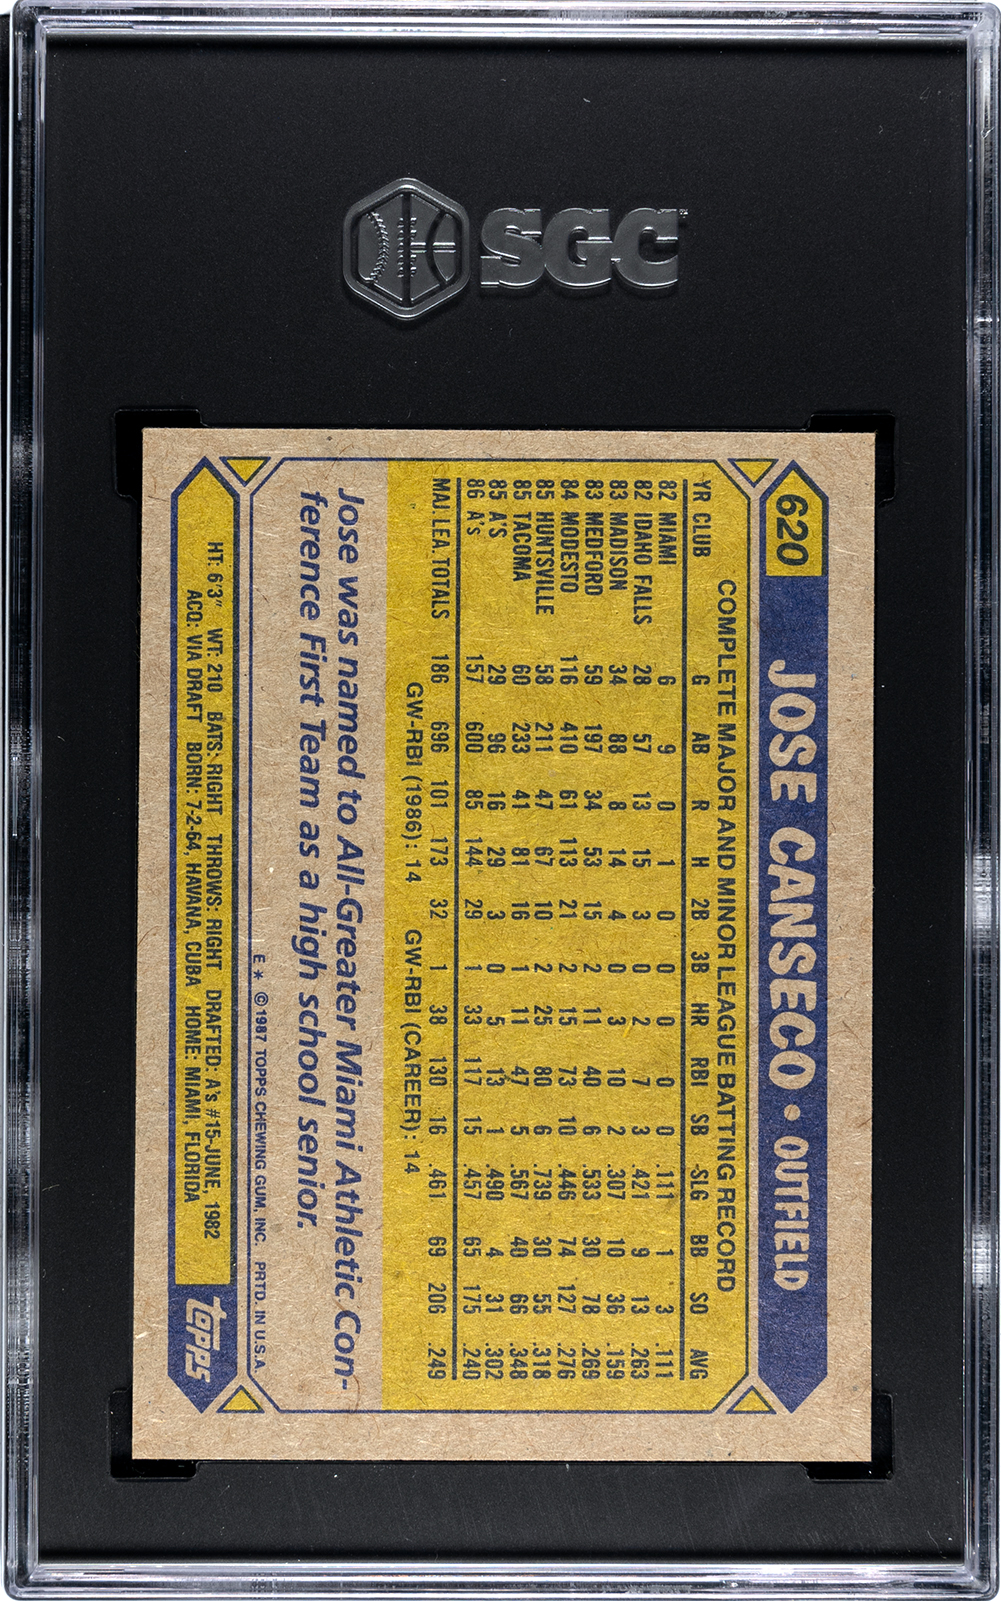 SGC
620 JOSE CANSECO • OUTFIELD
COMPLETE MAJOR AND MINOR LEAGUE BATTING RECORD
YR CLUB G AB R H 2B 3B HR RBI SB SLG BB SO AVG
82 MIAMI 6 9 0 1 0 0 0 0 0 .111 1 3 .111
82 IDAHO FALLS 28 57 13 15 3 0 2 7 3 .421 9 13 .263
83 MADISON 34 88 8 14 4 0 3 10 2 .307 10 36 .159
83 MEDFORD 59 197 34 53 15 2 11 40 6 .533 30 78 .269
84 MODESTO 116 410 61 113 21 2 15 73 10 .446 74 127 .276
85 HUNTSVILLE 58 211 47 67 10 2 25 80 6 .739 30 55 .318
85 TACOMA 60 233 41 81 16 1 11 47 5 .567 40 66 .348
85 A'S 29 96 16 29 3 0 5 13 1 .490 4 31 .302
86 A's 157 600 85 144 29 1 33 117 15 .457 65 175 .240
MAJ. LEA. TOTALS 186 696 101 173 32 1 38 130 16 .461 69 206 .249
GW-RBI (1986): 14 GW-RBI (CAREER): 14
Jose was named to All-Greater Miami Athletic Con-
ference First Team as a high school senior.
E * © 1987 TOPPS CHEWING GUM, INC. PRTD. IN U.S.A
HT: 6'3" WT: 210 BATS: RIGHT THROWS: RIGHT DRAFTED: A's #15-JUNE, 1982
ACQ: VIA DRAFT BORN: 7-2-64, HAVANA, CUBA HOME: MIAMI, FLORIDA
topps